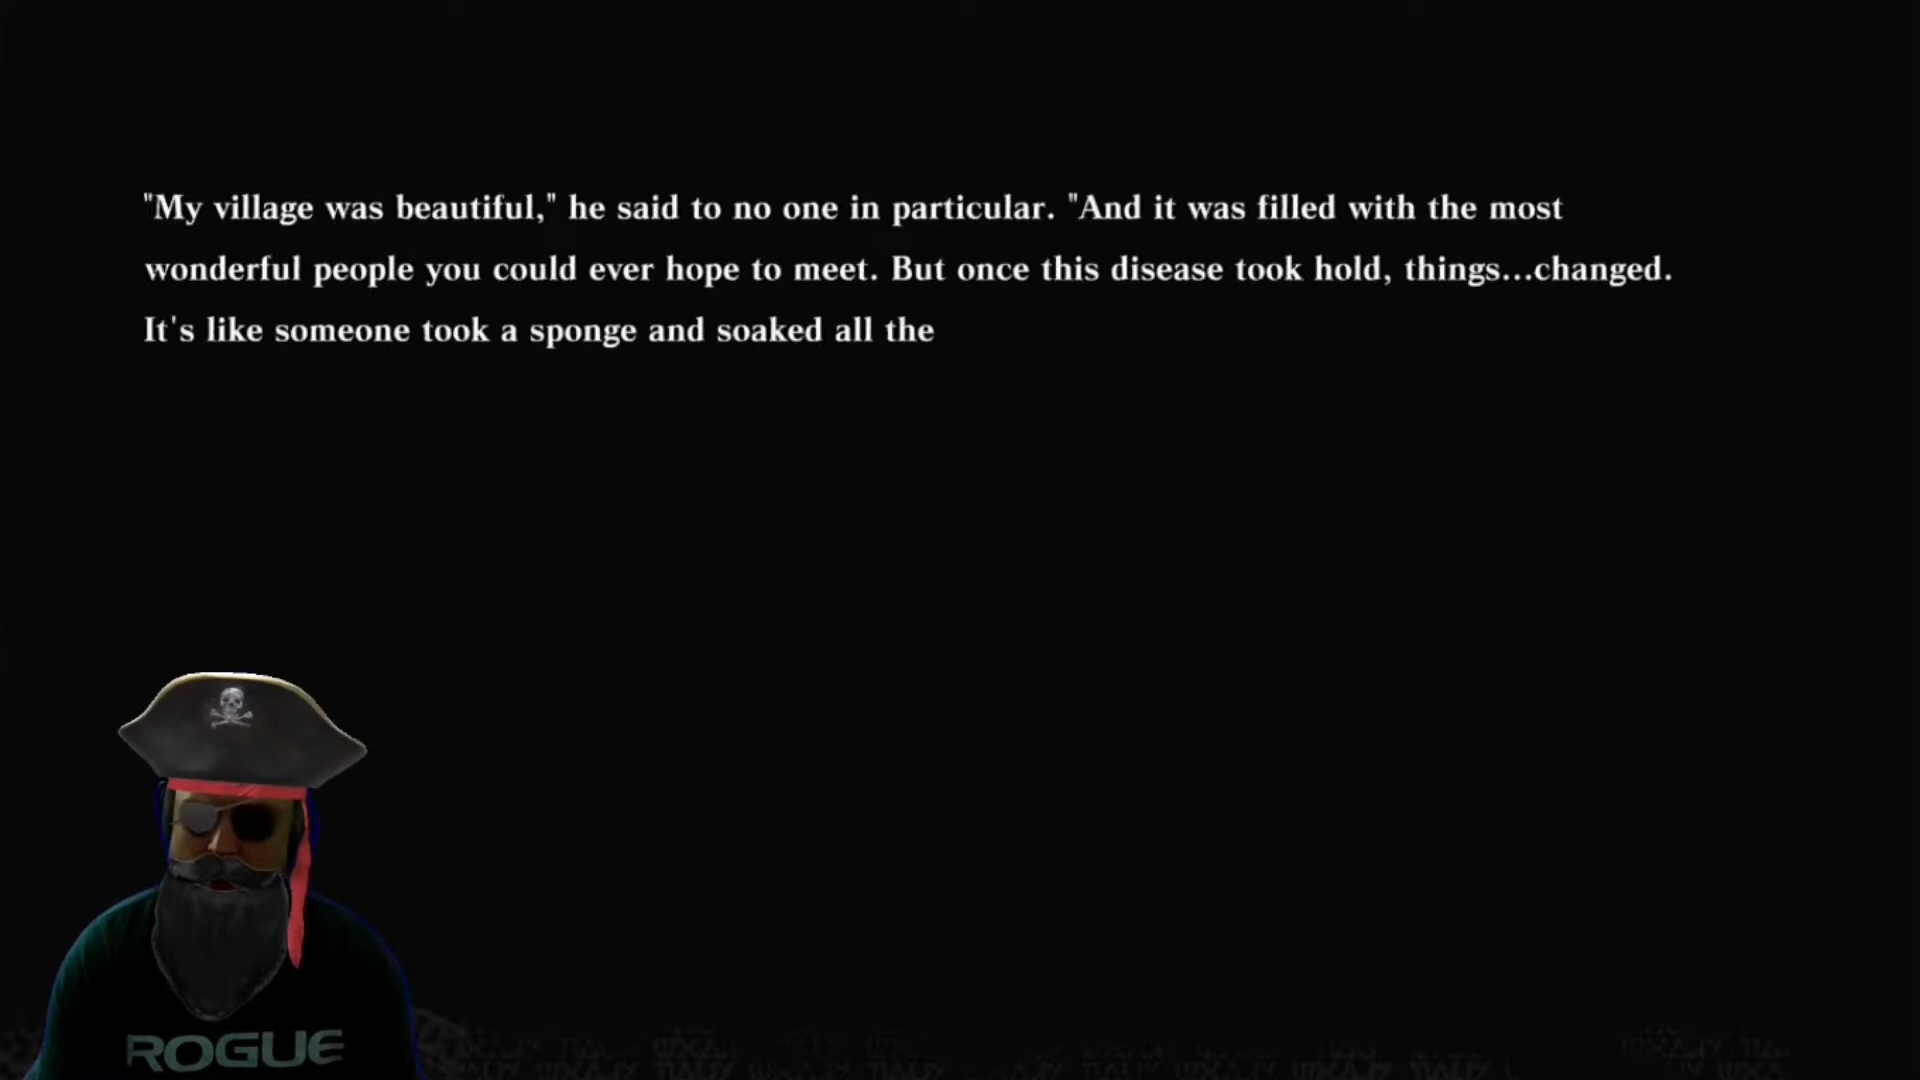 "My village was beautiful," he said to no one in particular. "And it was filled with the most
wonderful people you could ever hope to meet. But once this disease took hold, things...changed.
It's like someone took a sponge and soaked all the
ROGUE